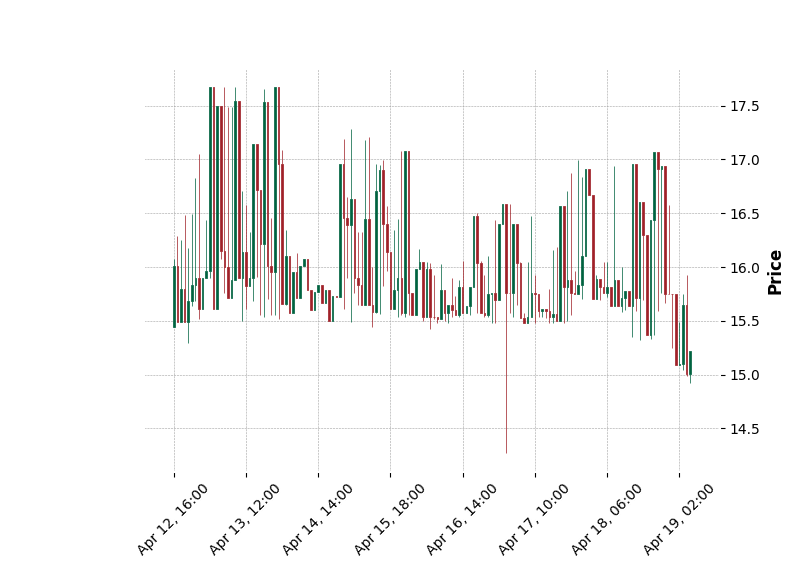 17.5
17.0
16.5
16.0
15.5
15.0
14.5
Price
Apr 12, 16:00
Apr 13, 12:00
Apr 14, 14:00
Apr 15, 18:00
Apr 16, 14:00
Apr 17, 10:00
Apr 18, 06:00
Apr 19, 02:00